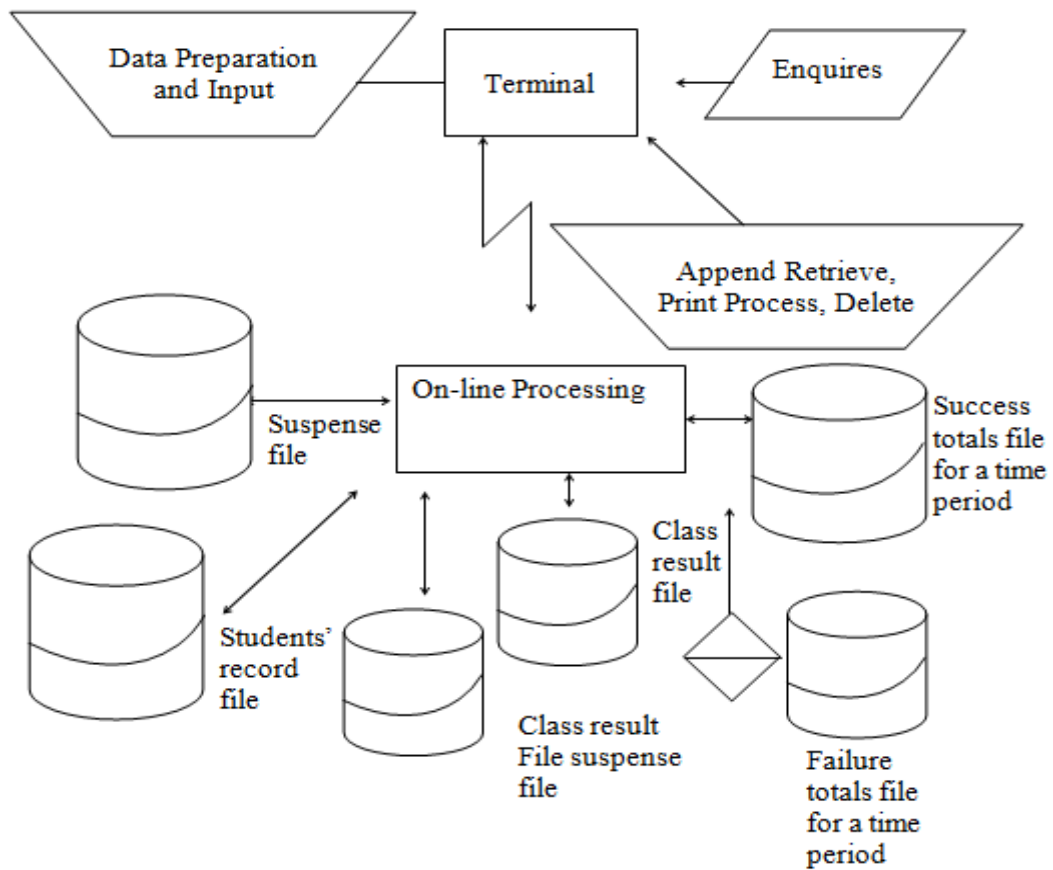 Data Preparation
and Input
Terminal
Enquires
Append Retrieve,
Print Process, Delete
On-line Processing
Suspense
file
Success
totals file
for a time
period
Class
result
file
Students’
record
file
Class result
File suspense
file
Failure
totals file
for a time
period